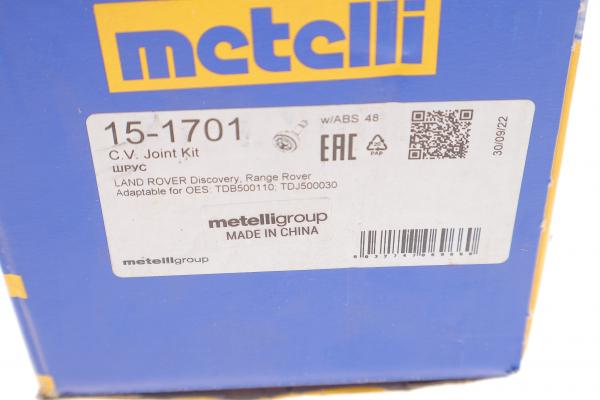 metelli
15-1701
w/ABS 48
C.V. Joint Kit
ШРУС
EAC
PAP
30/09/22
LAND ROVER Discovery, Range Rover
Adaptable for OES: TDB500110; TDJ500030
metelligroup
MADE IN CHINA
metelligroup